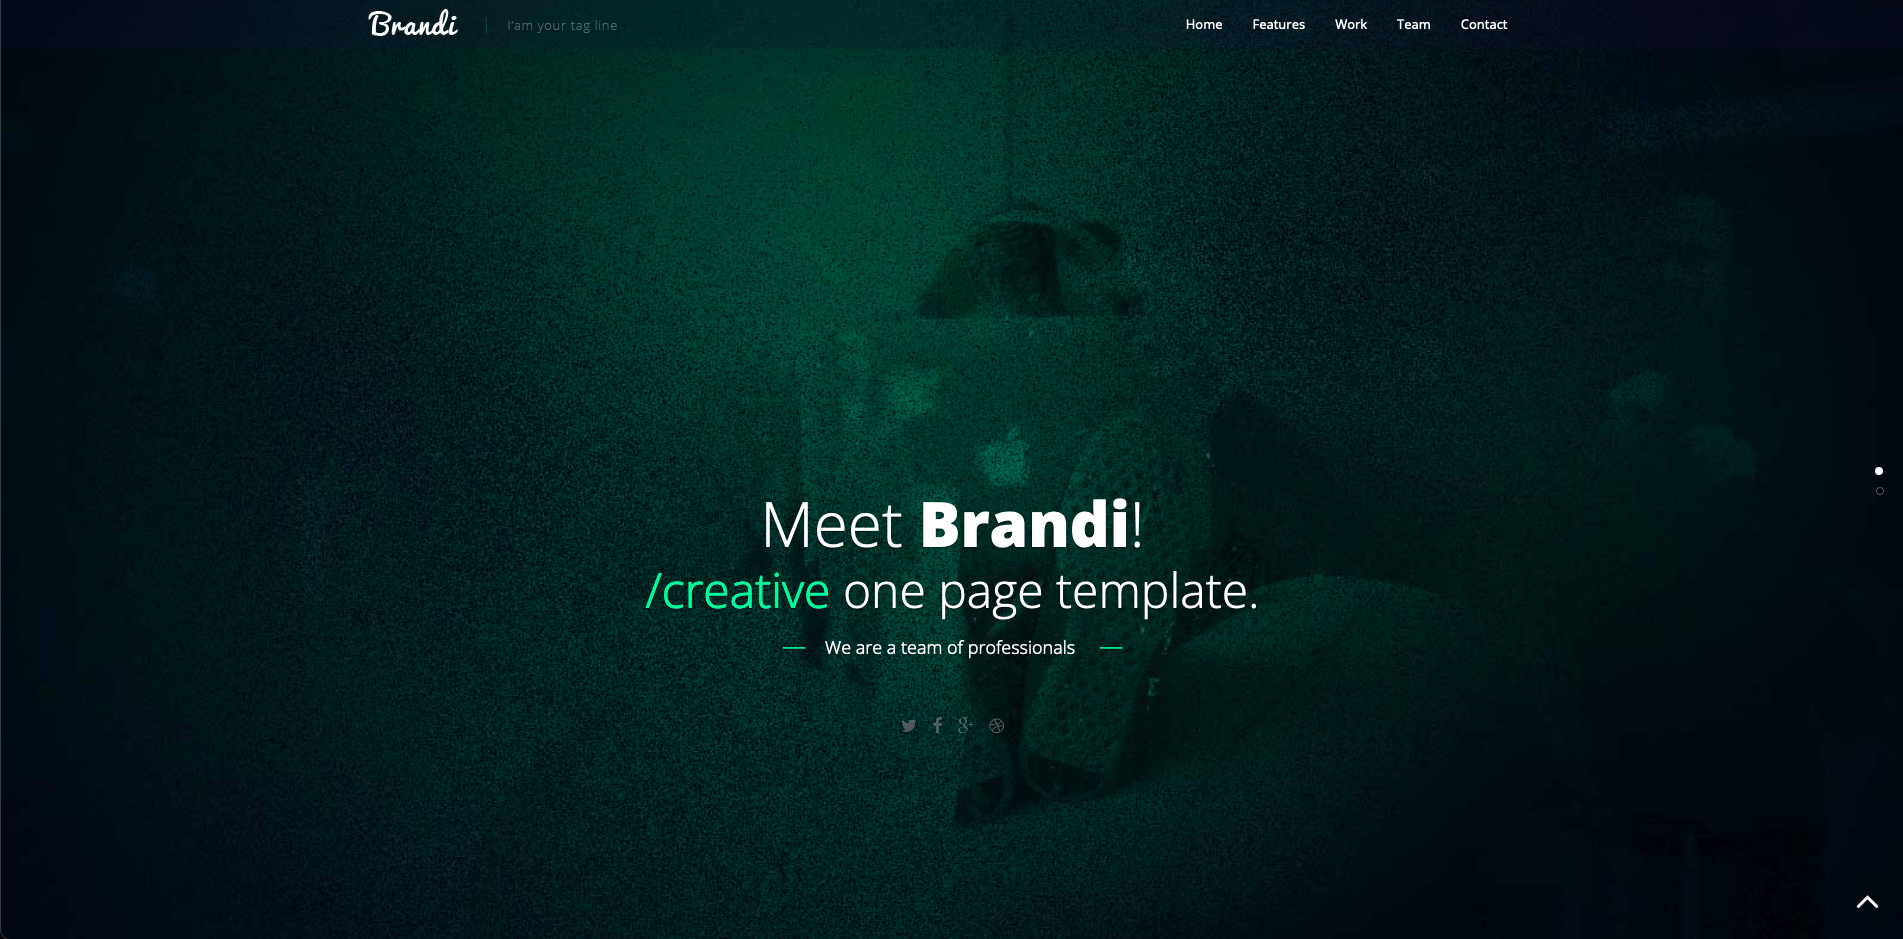 Brandi
I'am your tag line
Home Features Work Team Contact
Meet Brandi!
/creative one page template.
We are a team of professionals